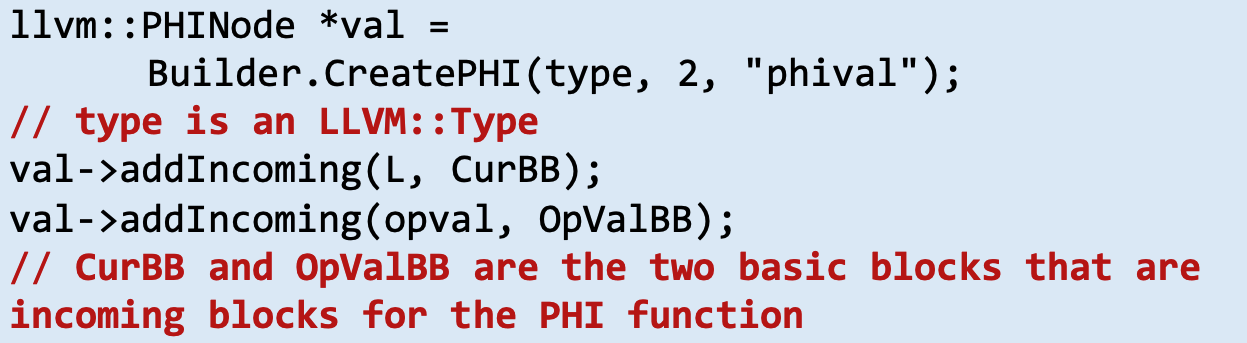 llvm::PHINode *val =
Builder.CreatePHI(type, 2, "phival");
// type is an LLVM::Type
val->addIncoming(L, CurBB);
val->addIncoming(opval, OpValBB);
// CurBB and OpValBB are the two basic blocks that are
incoming blocks for the PHI function